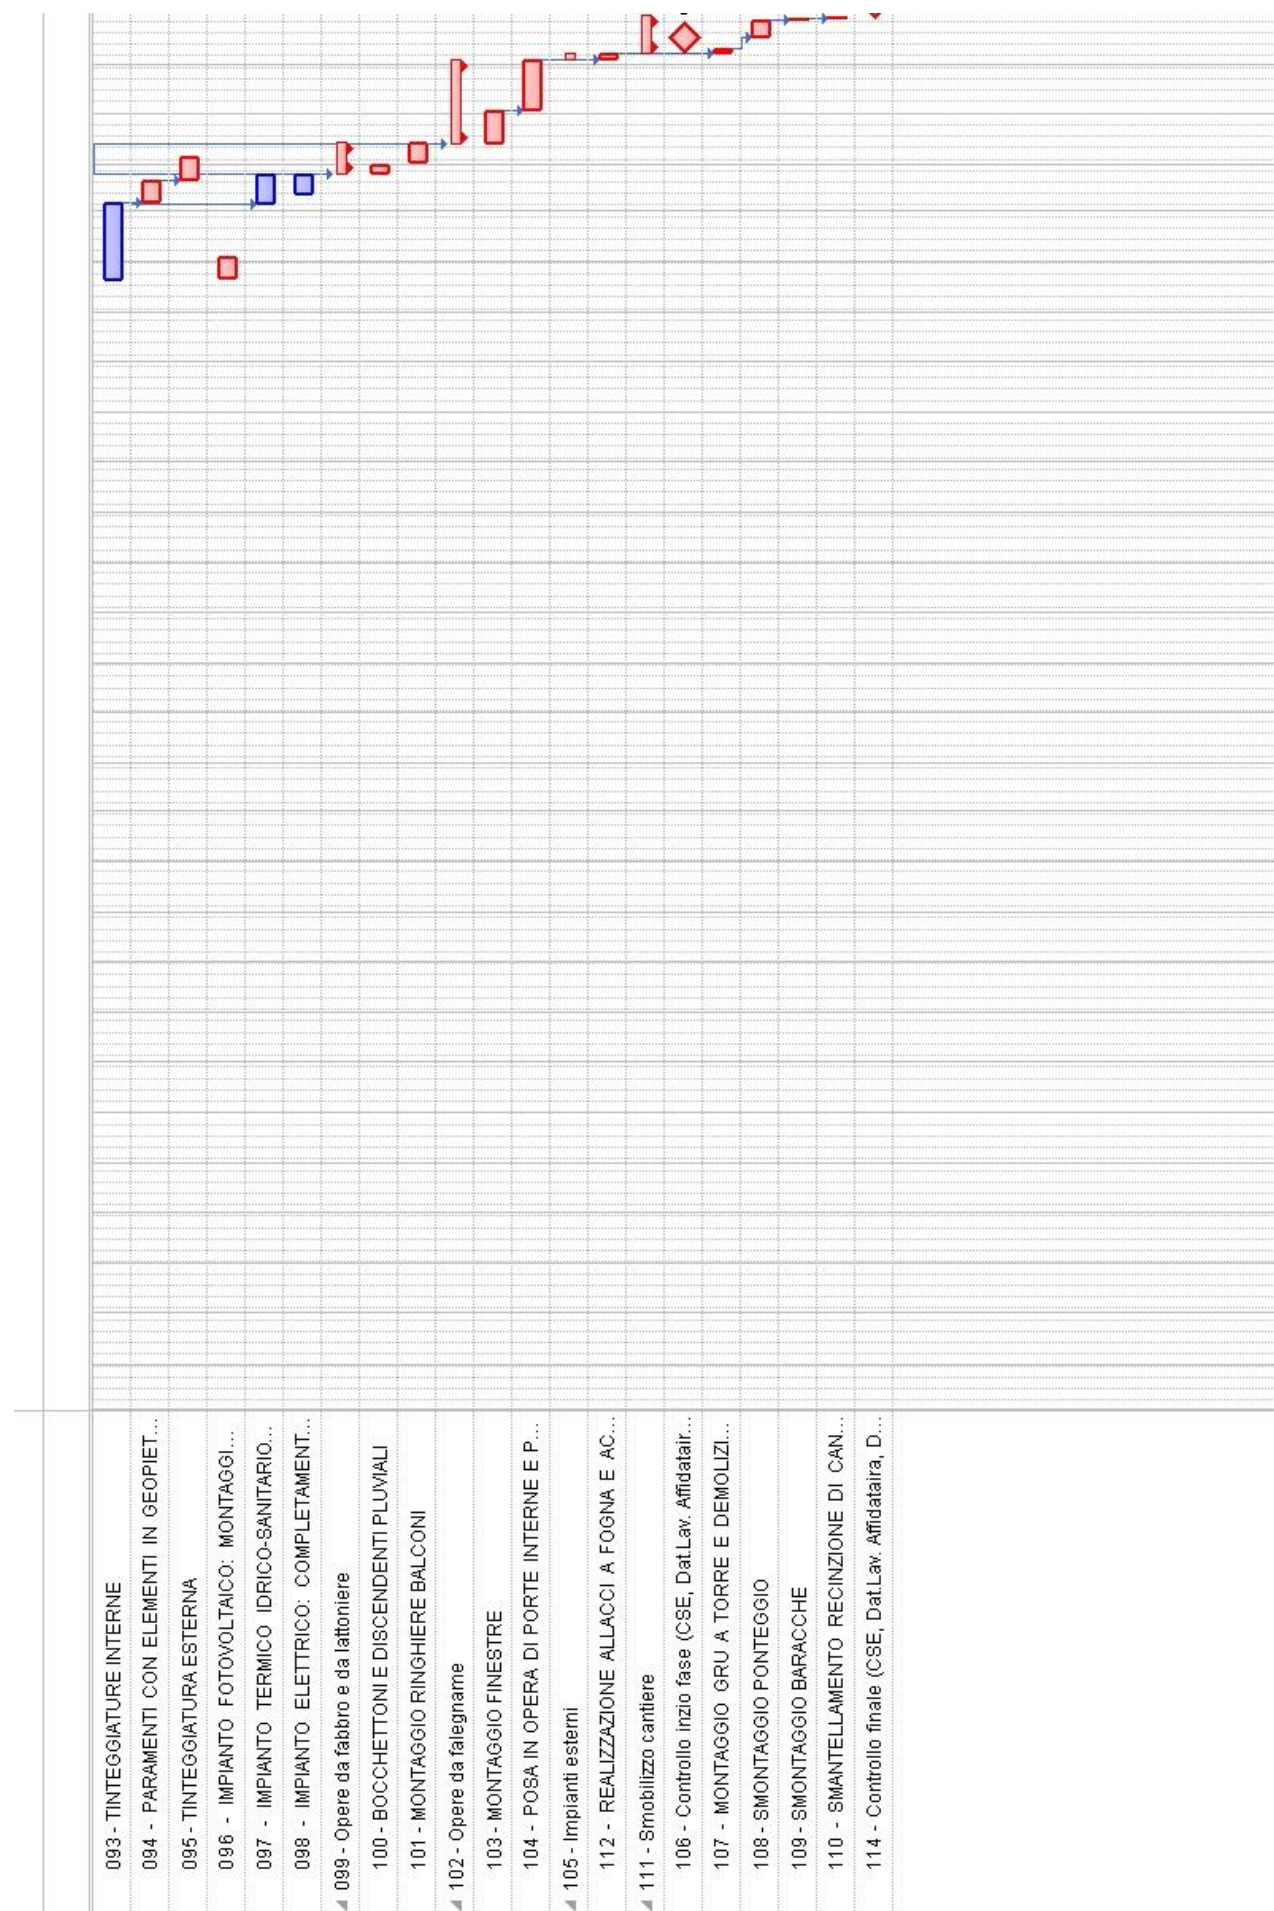 093 - TINTEGGIATURE INTERNE
094 - PARAMENTI CON ELEMENTI IN GEOPIET...
095 - TINTEGGIATURA ESTERNA
096 - IMPIANTO FOTOVOLTAICO: MONTAGGI...
097 - IMPIANTO TERMICO IDRICO-SANITARIO...
098 - IMPIANTO ELETTRICO: COMPLETAMENT...
099 - Opere da fabbro e da lattoniere
100 - BOCCHETTONI E DISCENDENTI PLUVIALI
101 - MONTAGGIO RINGHIERE BALCONI
102 - Opere da falegname
103 - MONTAGGIO FINESTRE
104 - POSA IN OPERA DI PORTE INTERNE E P...
105 - Impianti esterni
112 - REALIZZAZIONE ALLACCI A FOGNA E AC...
111 - Smobilizzo cantiere
106 - Controllo inzio fase (CSE, Dat.Lav. Affidatair...
107 - MONTAGGIO GRU A TORRE E DEMOLIZI...
108 - SMONTAGGIO PONTEGGIO
109 - SMONTAGGIO BARACCHE
110 - SMANTELLAMENTO RECINZIONE DI CAN...
114 - Controllo finale (CSE, Dat.Lav. Affidataira, D...